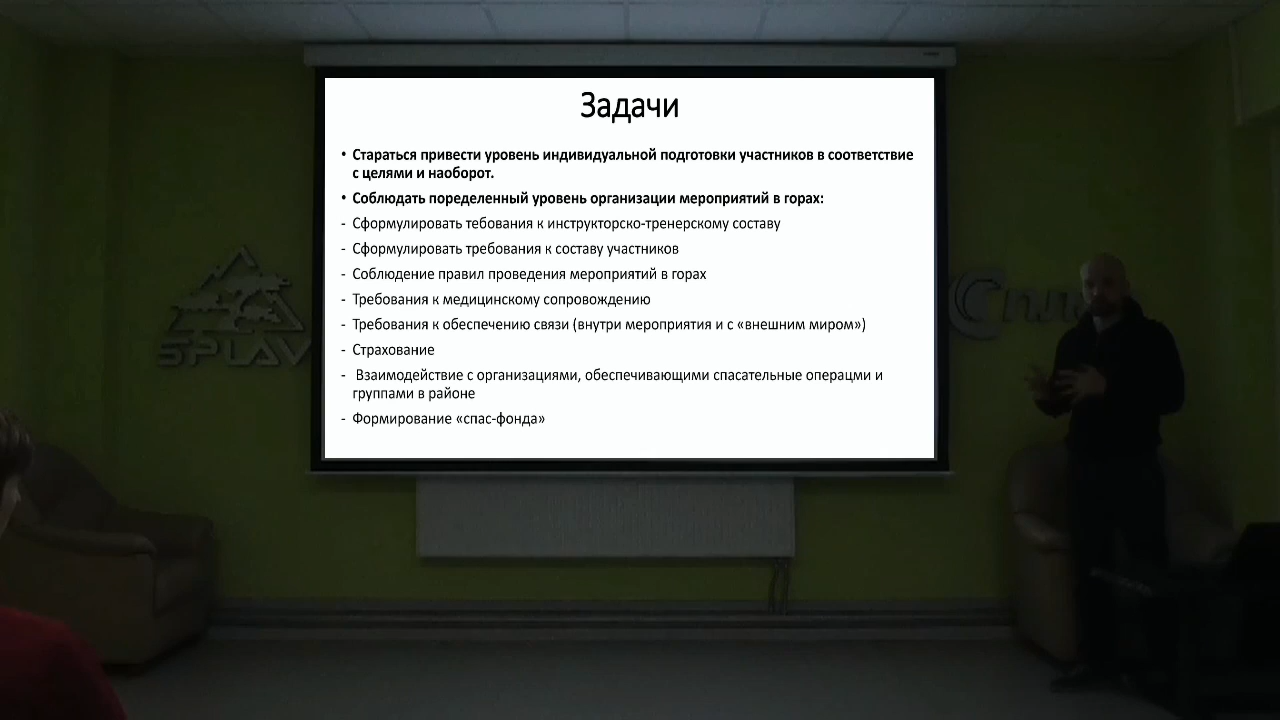 Задачи
• Стараться привести уровень индивидуальной подготовки участников в соответствие
с целями и наоборот.
• Соблюдать поределенный уровень организации мероприятий в горах:
- Сформулировать тебования к инструкторско-тренерскому составу
- Сформулировать требования к составу участников
- Соблюдение правил проведения мероприятий в горах
- Требования к медицинскому сопровождению
- Требования к обеспечению связи (внутри мероприятия и с «внешним миром»)
- Страхование
- Взаимодействие с организациями, обеспечивающими спасательные операцми и
группами в районе
- Формирование «спас-фонда»
SPLAV